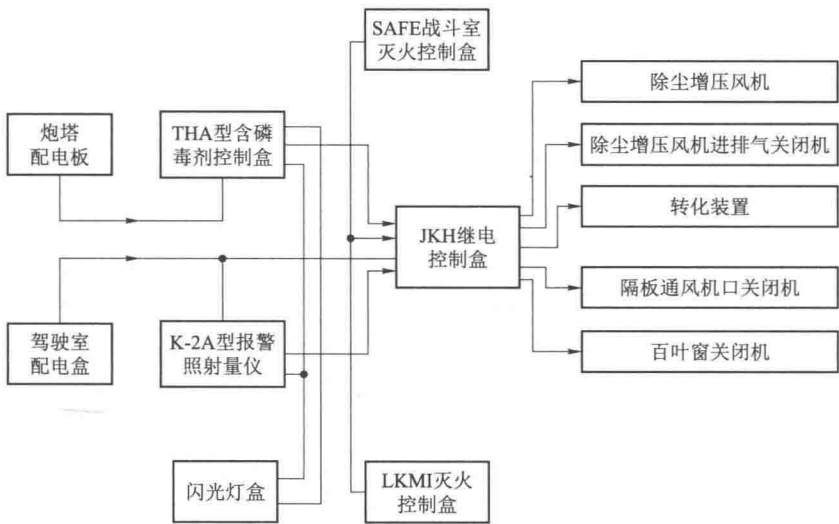 SAFE战斗室
灭火控制盒
除尘增压风机
炮塔
配电板
THA型含磷
毒剂控制盒
除尘增压风机进排气关闭机
转化装置
JKH继电
控制盒
隔板通风机口关闭机
驾驶室
配电盒
K-2A型报警
照射量仪
百叶窗关闭机
闪光灯盒
LKMI灭火
控制盒